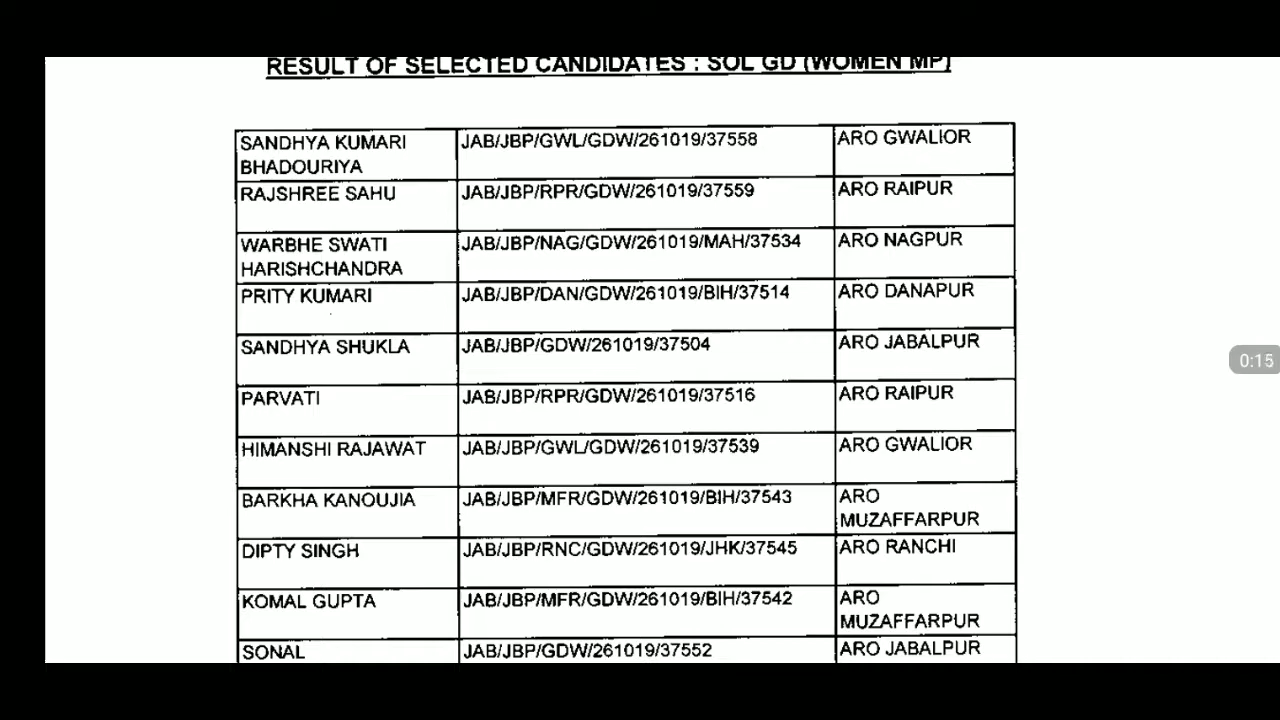 RESULT OF SELECTED CANDIDATES : SOL GD (WOMEN MP)
SANDHYA KUMARI BHADOURIYA JAB/JBP/GWL/GDW/261019/37558 ARO GWALIOR
RAJSHREE SAHU JAB/JBP/RPR/GDW/261019/37559 ARO RAIPUR
WARBHE SWATI HARISHCHANDRA JAB/JBP/NAG/GDW/261019/MAH/37534 ARO NAGPUR
PRITY KUMARI JAB/JBP/DAN/GDW/261019/BIH/37514 ARO DANAPUR
SANDHYA SHUKLA JAB/JBP/GDW/261019/37504 ARO JABALPUR
PARVATI JAB/JBP/RPR/GDW/261019/37516 ARO RAIPUR
HIMANSHI RAJAWAT JAB/JBP/GWL/GDW/261019/37539 ARO GWALIOR
BARKHA KANOUJIA JAB/JBP/MFR/GDW/261019/BIH/37543 ARO MUZAFFARPUR
DIPTY SINGH JAB/JBP/RNC/GDW/261019/JHK/37545 ARO RANCHI
KOMAL GUPTA JAB/JBP/MFR/GDW/261019/BIH/37542 ARO MUZAFFARPUR
SONAL JAB/JBP/GDW/261019/37552 ARO JABALPUR
0:15